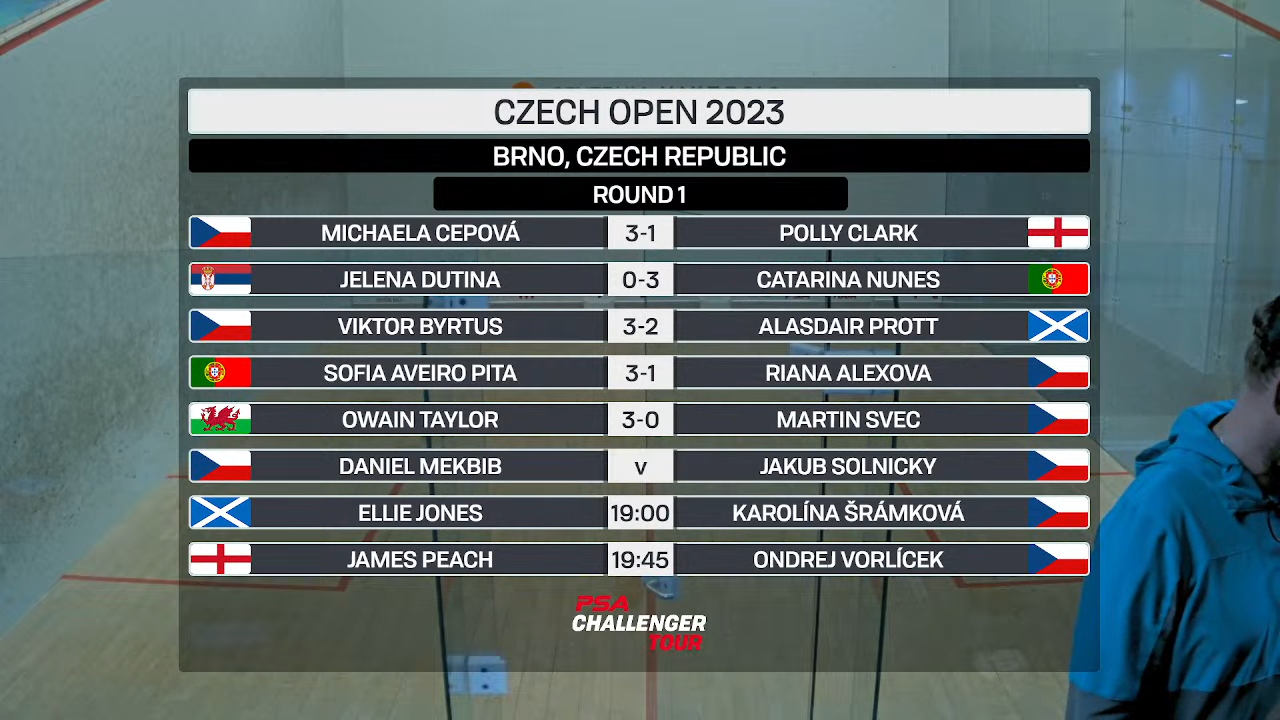 CZECH OPEN 2023
BRNO, CZECH REPUBLIC
ROUND 1
MICHAELA CEPOVÁ 3-1 POLLY CLARK
JELENA DUTINA 0-3 CATARINA NUNES
VIKTOR BYRTUS 3-2 ALASDAIR PROTT
SOFIA AVEIRO PITA 3-1 RIANA ALEXOVA
OWAIN TAYLOR 3-0 MARTIN SVEC
DANIEL MEKBIB v JAKUB SOLNICKY
ELLIE JONES 19:00 KAROLÍNA ŠRÁMKOVÁ
JAMES PEACH 19:45 ONDREJ VORLÍCEK
PSA
CHALLENGER
TOUR